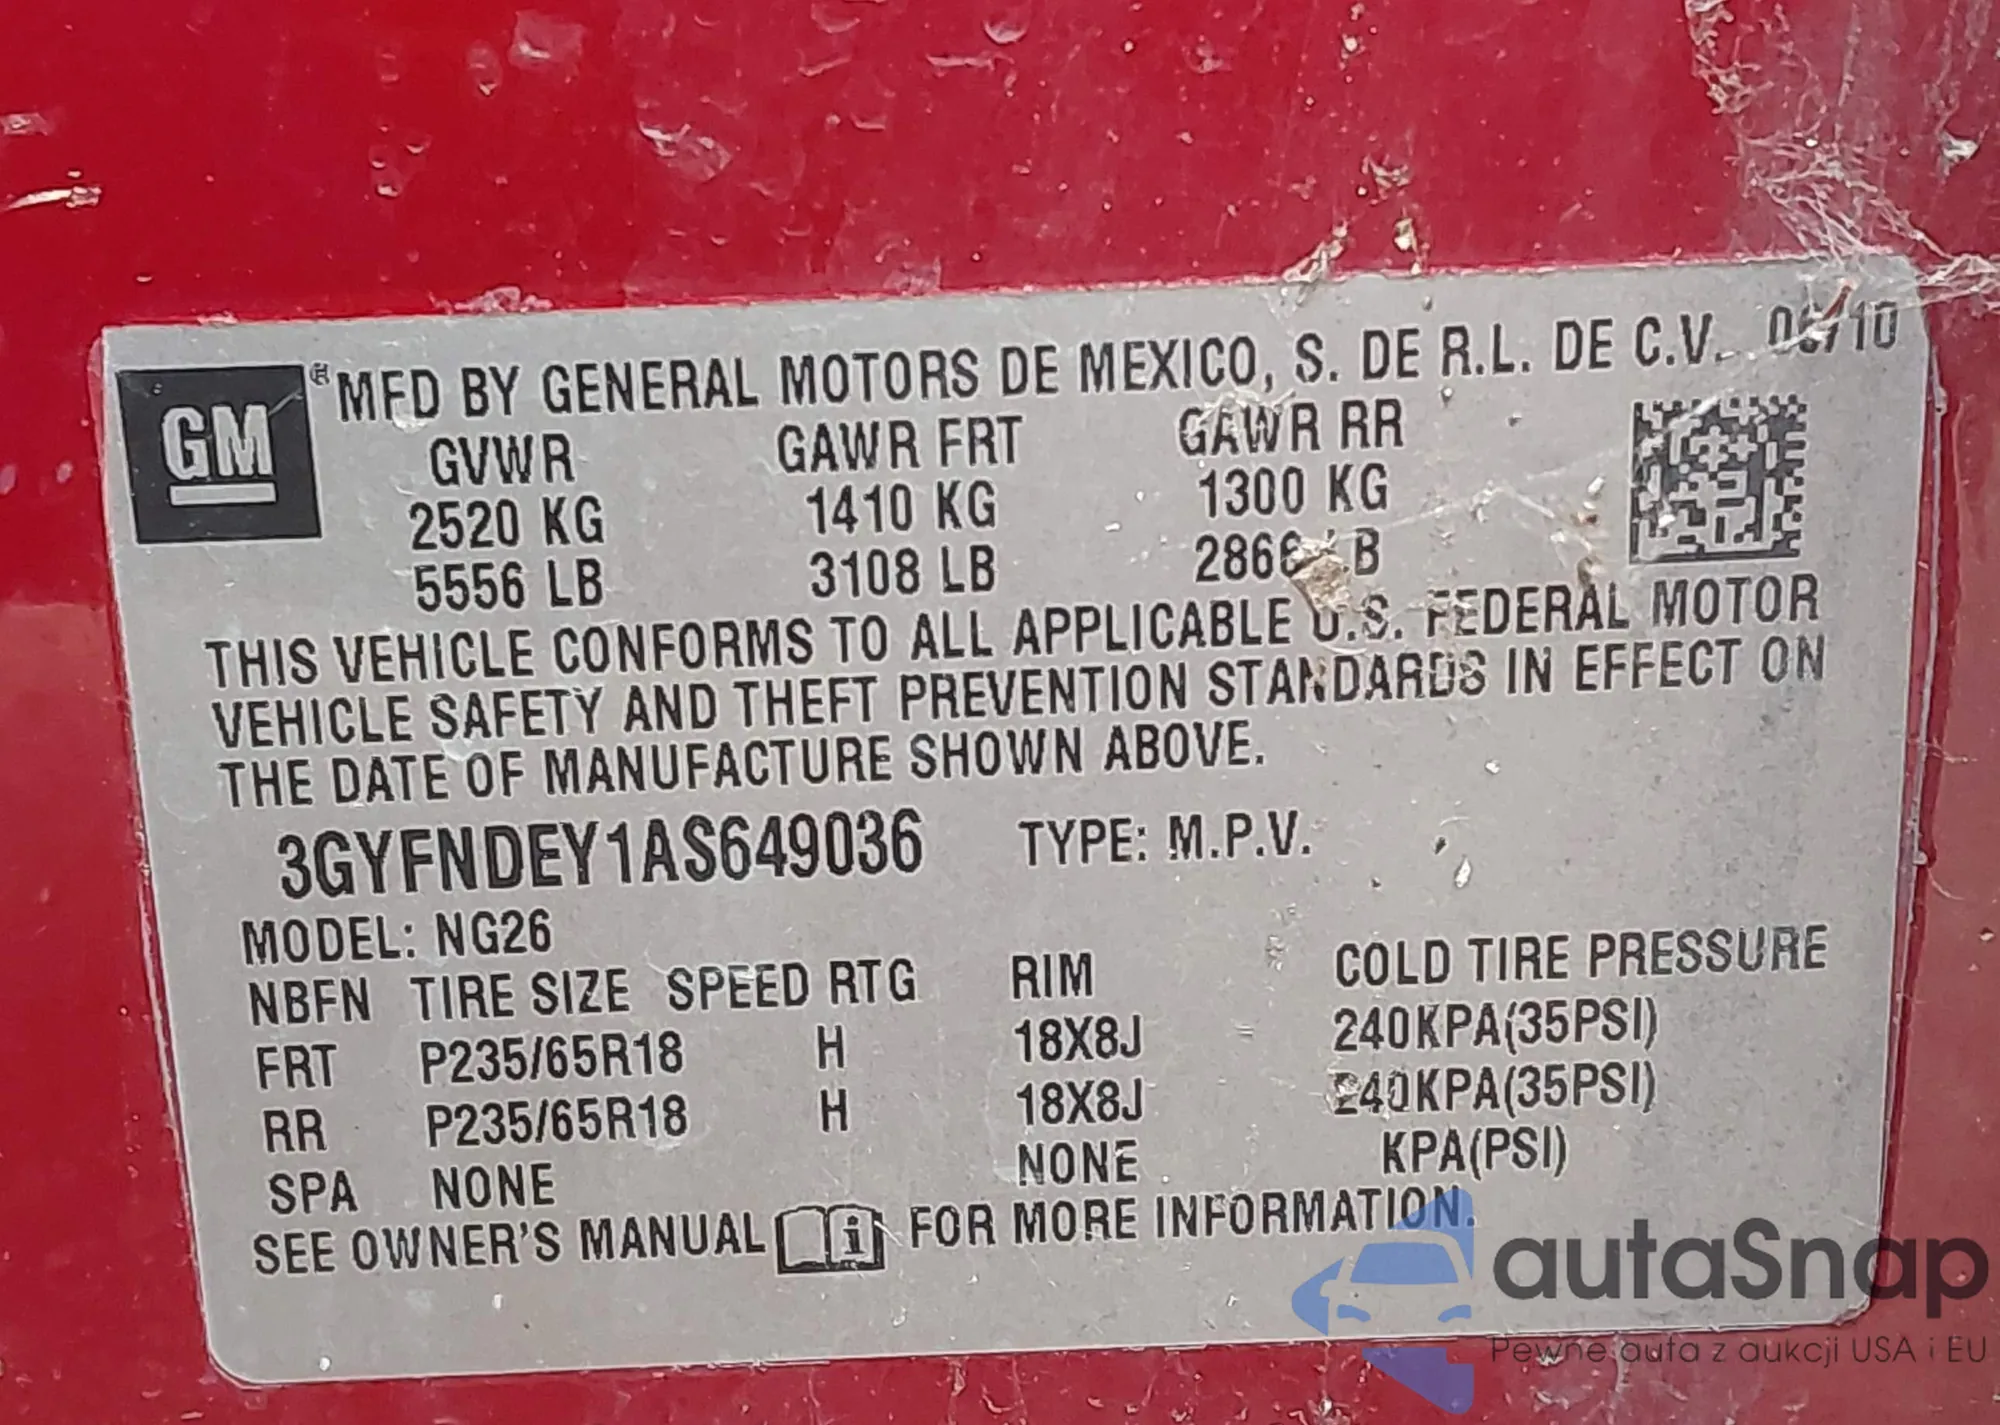 GM ® MFD BY GENERAL MOTORS DE MEXICO, S. DE R.L. DE C.V.
GVWR GAWR FRT GAWR RR
2520 KG 1410 KG 1300 KG
5556 LB 3108 LB 2866 LB
THIS VEHICLE CONFORMS TO ALL APPLICABLE U.S. FEDERAL MOTOR
VEHICLE SAFETY AND THEFT PREVENTION STANDARDS IN EFFECT ON
THE DATE OF MANUFACTURE SHOWN ABOVE.
3GYFNDEY1AS649036 TYPE: M.P.V.
MODEL: NG26
NBFN TIRE SIZE SPEED RTG RIM COLD TIRE PRESSURE
FRT P235/65R18 H 18X8J 240KPA(35PSI)
RR P235/65R18 H 18X8J 240KPA(35PSI)
SPA NONE NONE KPA(PSI)
SEE OWNER'S MANUAL i FOR MORE INFORMATION.
autaSnap
Pewne auta z aukcji USA i EU